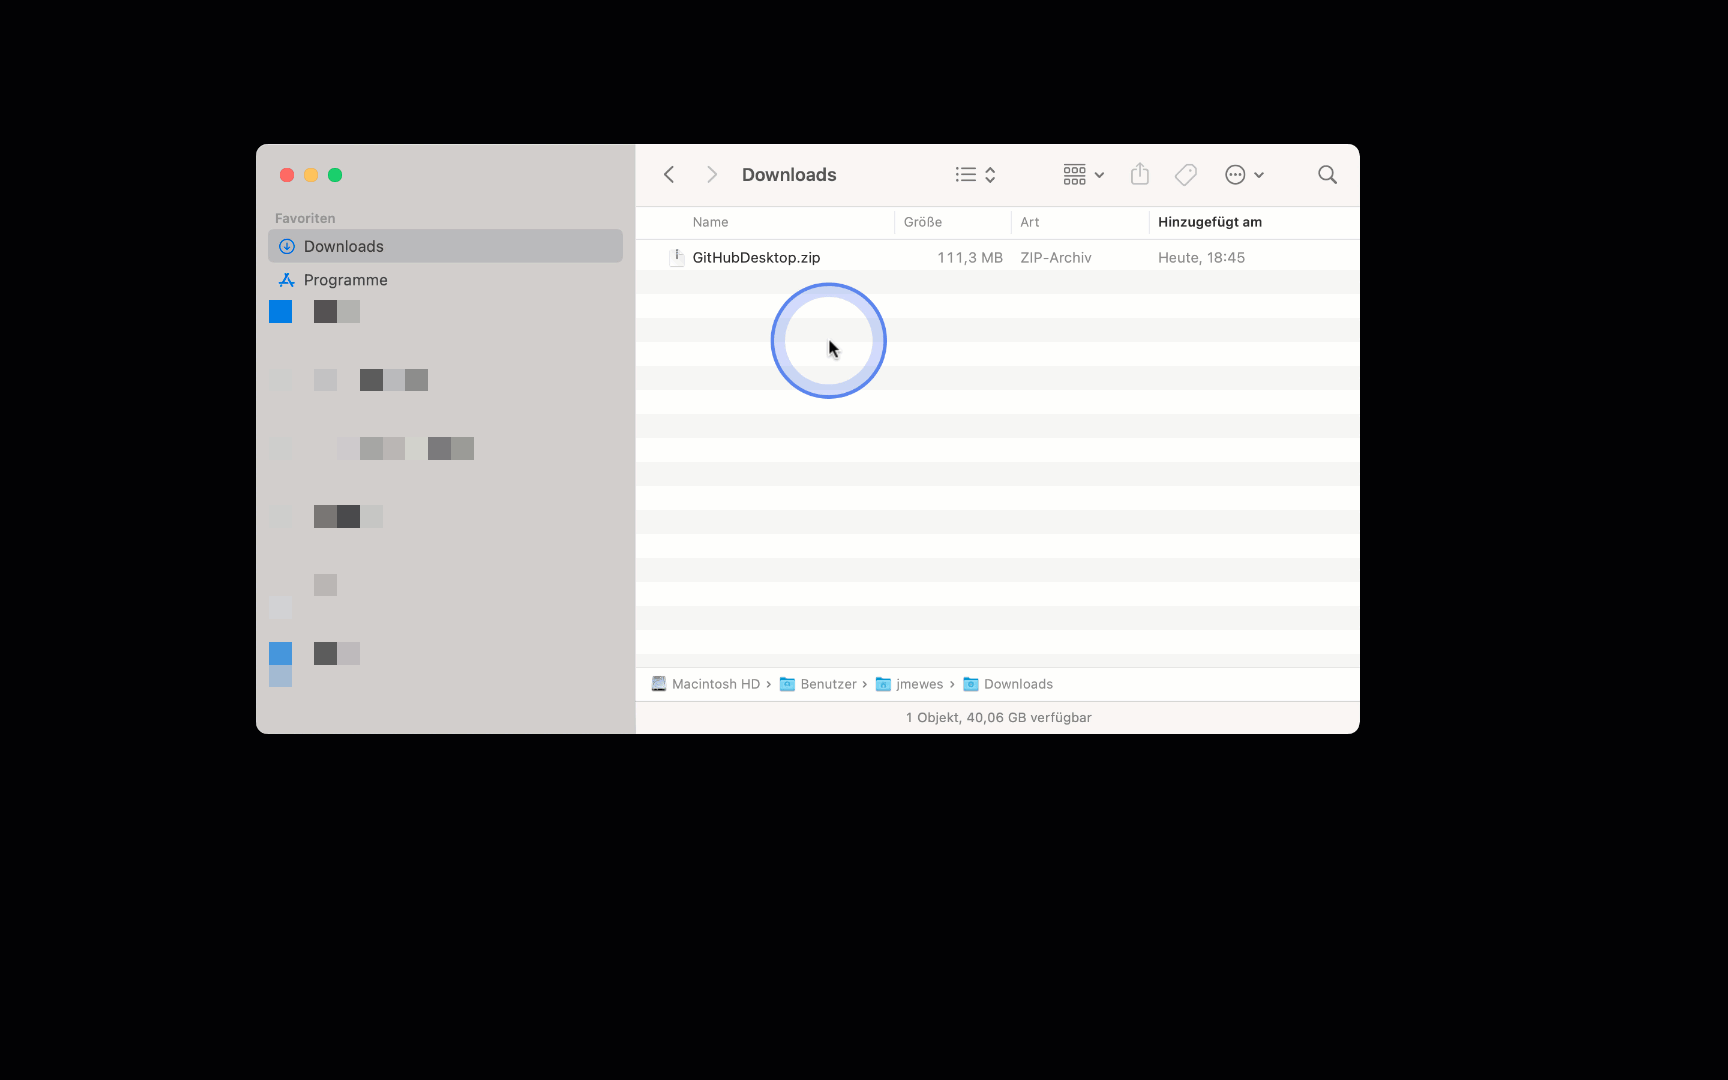 Favoriten
Downloads
Programme
Downloads
Name Größe Art Hinzugefügt am
GitHubDesktop.zip 111,3 MB ZIP-Archiv Heute, 18:45
Macintosh HD › Benutzer › jmewes › Downloads
1 Objekt, 40,06 GB verfügbar